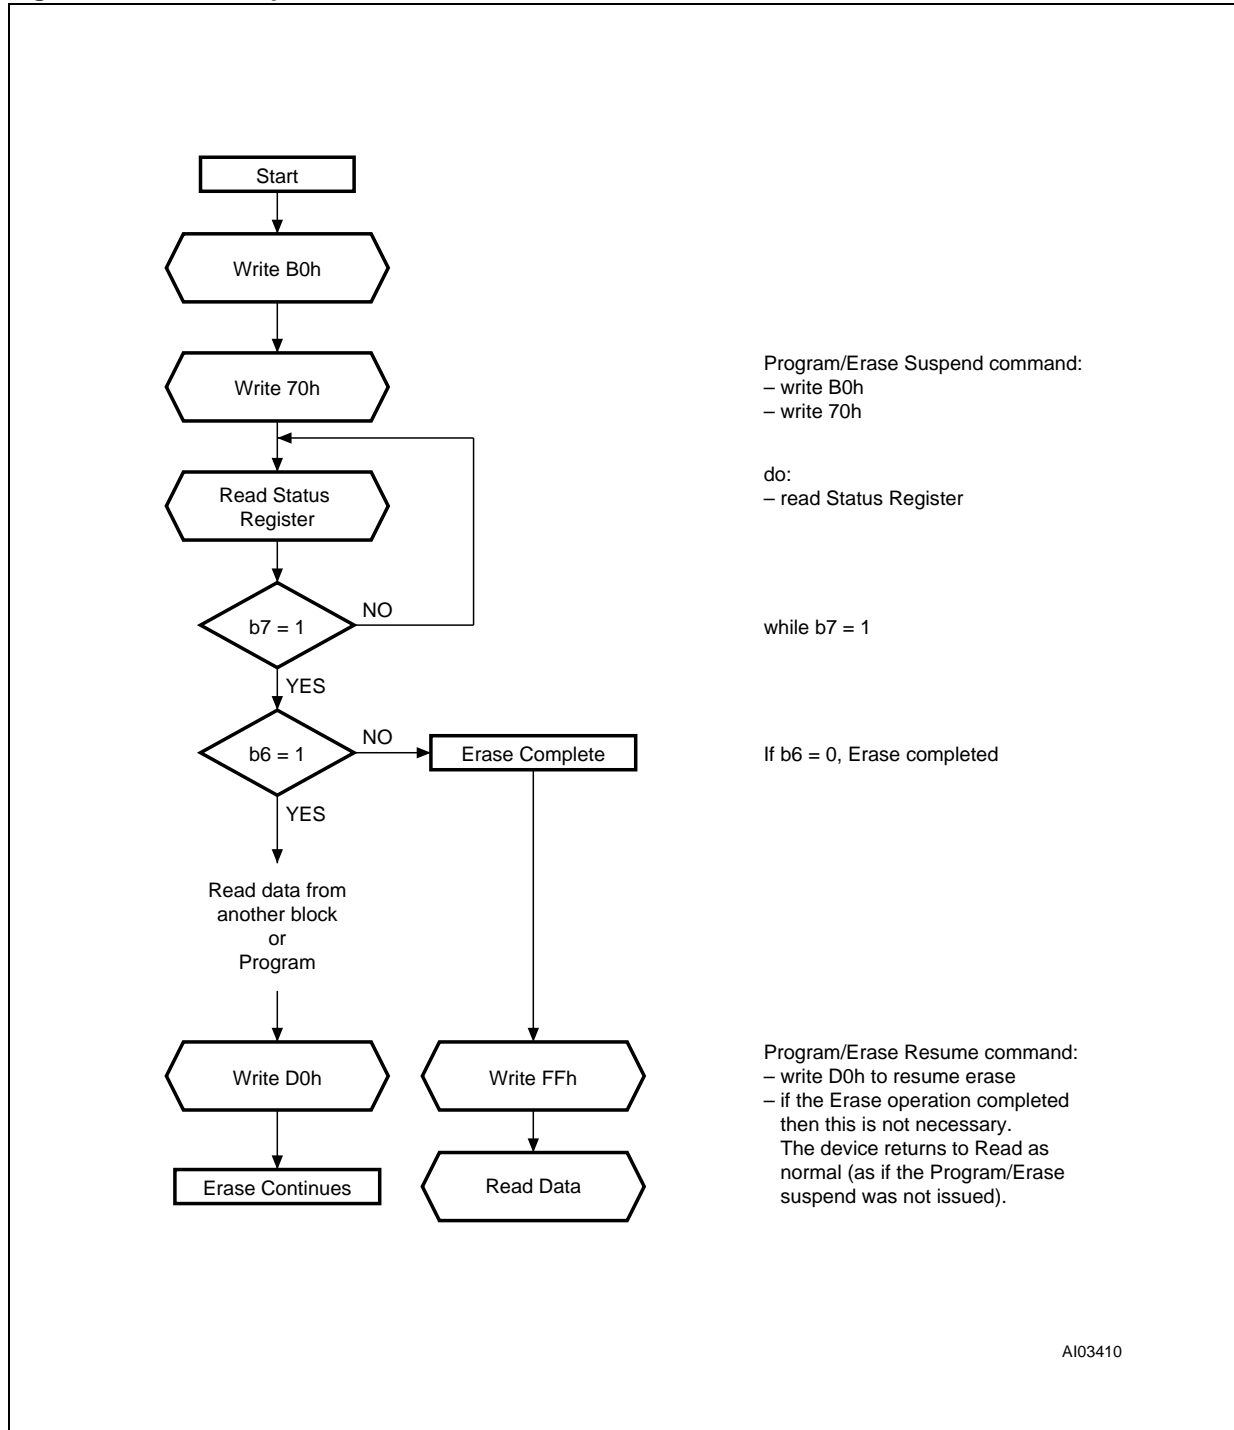 Start
Write B0h
Write 70h
Program/Erase Suspend command:
– write B0h
– write 70h
Read Status
Register
do:
– read Status Register
b7 = 1
NO
while b7 = 1
YES
b6 = 1
NO
Erase Complete
If b6 = 0, Erase completed
YES
Read data from
another block
or
Program
Write D0h
Write FFh
Program/Erase Resume command:
– write D0h to resume erase
– if the Erase operation completed
then this is not necessary.
The device returns to Read as
normal (as if the Program/Erase
suspend was not issued).
Erase Continues
Read Data
AI03410